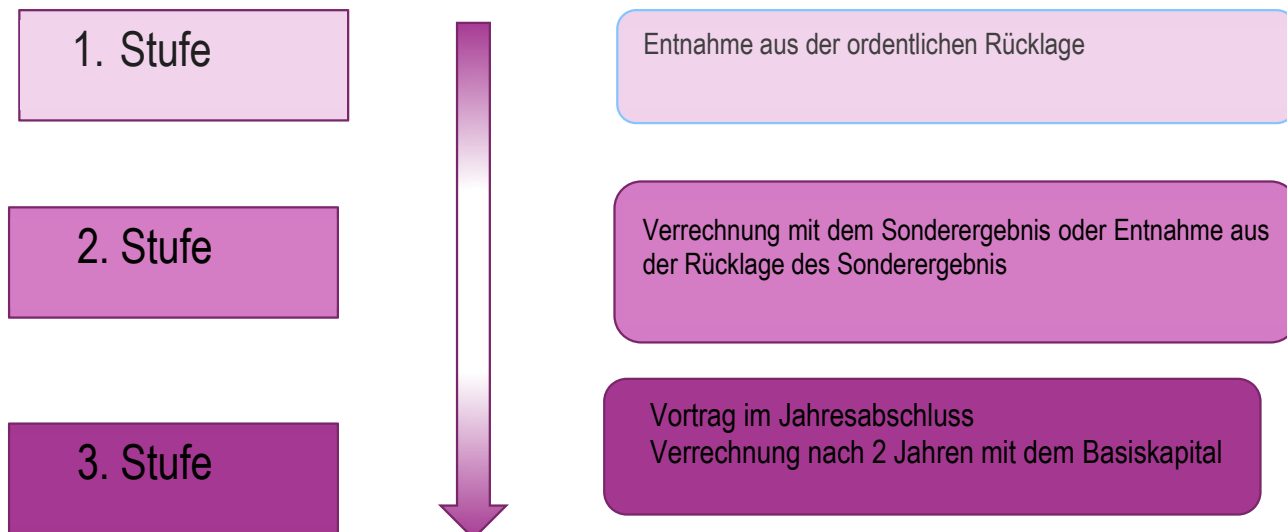 1. Stufe
Entnahme aus der ordentlichen Rücklage
2. Stufe
Verrechnung mit dem Sonderergebnis oder Entnahme aus
der Rücklage des Sonderergebnis
3. Stufe
Vortrag im Jahresabschluss
Verrechnung nach 2 Jahren mit dem Basiskapital